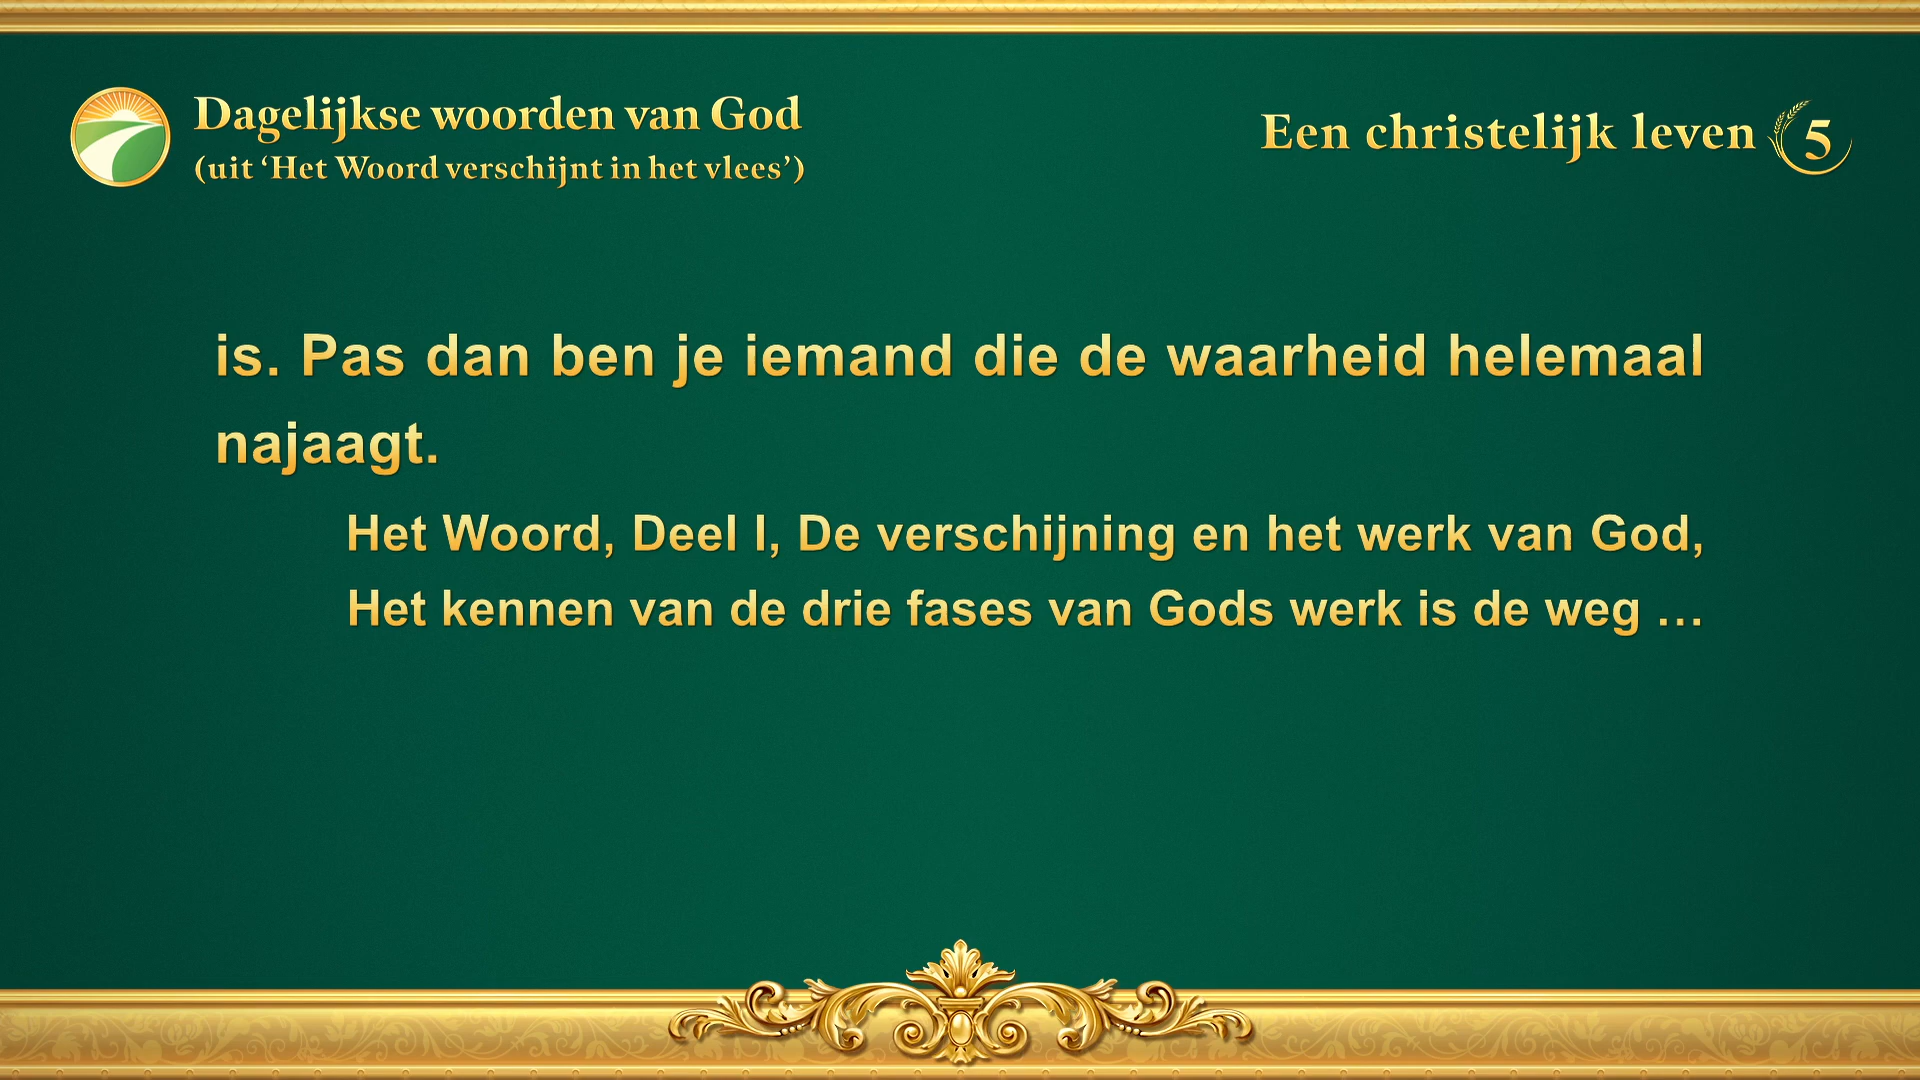 Dagelijkse woorden van God
(uit ‘Het Woord verschijnt in het vlees’)
Een christelijk leven 5
is. Pas dan ben je iemand die de waarheid helemaal
najaagt.
Het Woord, Deel I, De verschijning en het werk van God,
Het kennen van de drie fases van Gods werk is de weg …